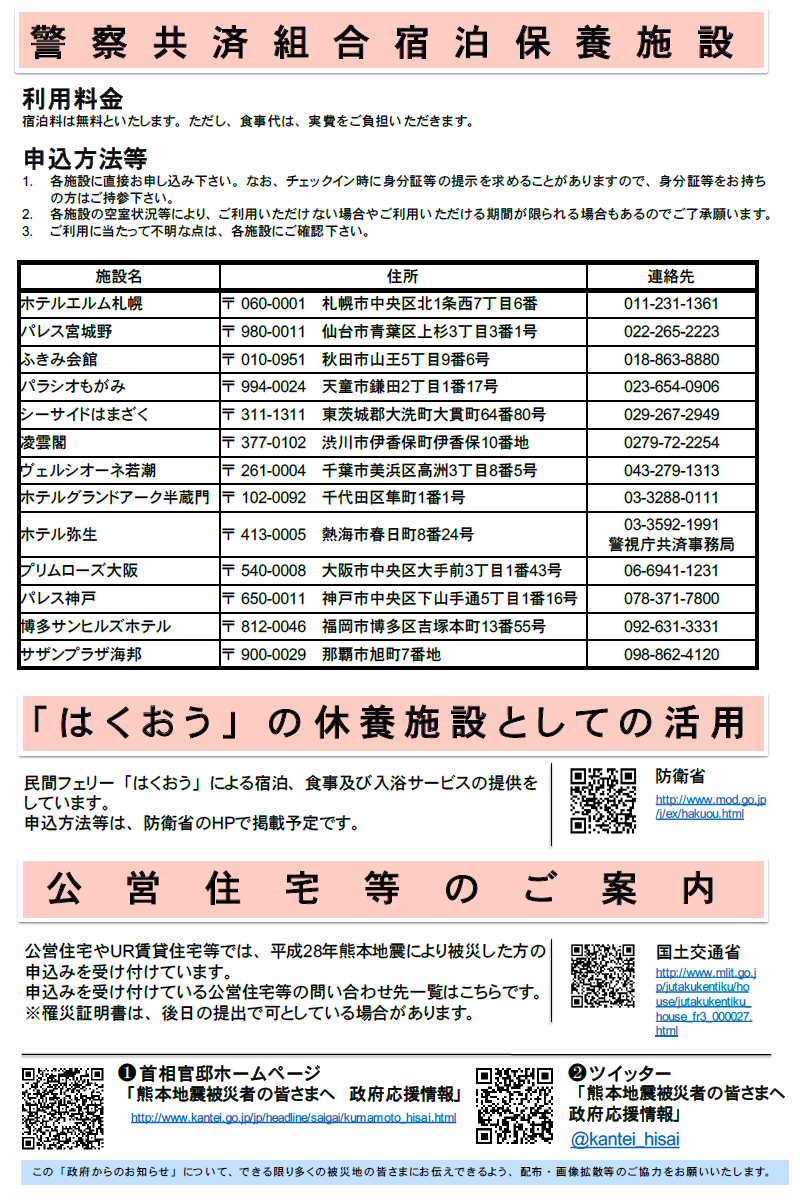 警察共済組合宿泊保養施設
利用料金
宿泊料は無料といたします。ただし、食事代は、実費をご負担いただきます。
申込方法等
1. 各施設に直接お申し込み下さい。なお、チェックイン時に身分証等の提示を求めることがありますので、身分証等をお持ち
の方はご持参下さい。
2. 各施設の空室状況等により、ご利用いただけない場合やご利用いただける期間が限られる場合もあるのでご了承願います。
3. ご利用に当たって不明な点は、各施設にご確認下さい。
施設名 住所 連絡先
ホテルエルム札幌 〒 060-0001 札幌市中央区北1条西7丁目6番 011-231-1361
パレス宮城野 〒 980-0011 仙台市青葉区上杉3丁目3番1号 022-265-2223
ふきみ会館 〒 010-0951 秋田市山王5丁目9番6号 018-863-8880
パラシオもがみ 〒 994-0024 天童市鎌田2丁目1番17号 023-654-0906
シーサイドはまざく 〒 311-1311 東茨城郡大洗町大貫町64番80号 029-267-2949
凌雲閣 〒 377-0102 渋川市伊香保町伊香保10番地 0279-72-2254
ヴェルシオーネ若潮 〒 261-0004 千葉市美浜区高洲3丁目8番5号 043-279-1313
ホテルグランドアーク半蔵門 〒 102-0092 千代田区隼町1番1号 03-3288-0111
ホテル弥生 〒 413-0005 熱海市春日町8番24号 03-3592-1991
警視庁共済事務局
プリムローズ大阪 〒 540-0008 大阪市中央区大手前3丁目1番43号 06-6941-1231
パレス神戸 〒 650-0011 神戸市中央区下山手通5丁目1番16号 078-371-7800
博多サンヒルズホテル 〒 812-0046 福岡市博多区吉塚本町13番55号 092-631-3331
サザンプラザ海邦 〒 900-0029 那覇市旭町7番地 098-862-4120
「はくおう」の休養施設としての活用
民間フェリー「はくおう」による宿泊、食事及び入浴サービスの提供を
しています。
申込方法等は、防衛省のHPで掲載予定です。
防衛省
http://www.mod.go.jp
/j/ex/hakuou.html
公営住宅等のご案内
公営住宅やUR賃貸住宅等では、平成28年熊本地震により被災した方の
申込みを受け付けています。
申込みを受け付けている公営住宅等の問い合わせ先一覧はこちらです。
※罹災証明書は、後日の提出で可としている場合があります。
国土交通省
http://www.mlit.go.j
p/jutakukentiku/ho
use/jutakukentiku_
house_fr3_000027.
html
❶首相官邸ホームページ
「熊本地震被災者の皆さまへ 政府応援情報」
http://www.kantei.go.jp/jp/headline/saigai/kumamoto_hisai.html
❷ツイッター
「熊本地震被災者の皆さまへ
政府応援情報」
@kantei_hisai
この「政府からのお知らせ」について、できる限り多くの被災地の皆さまにお伝えできるよう、配布・画像拡散等のご協力をお願いいたします。